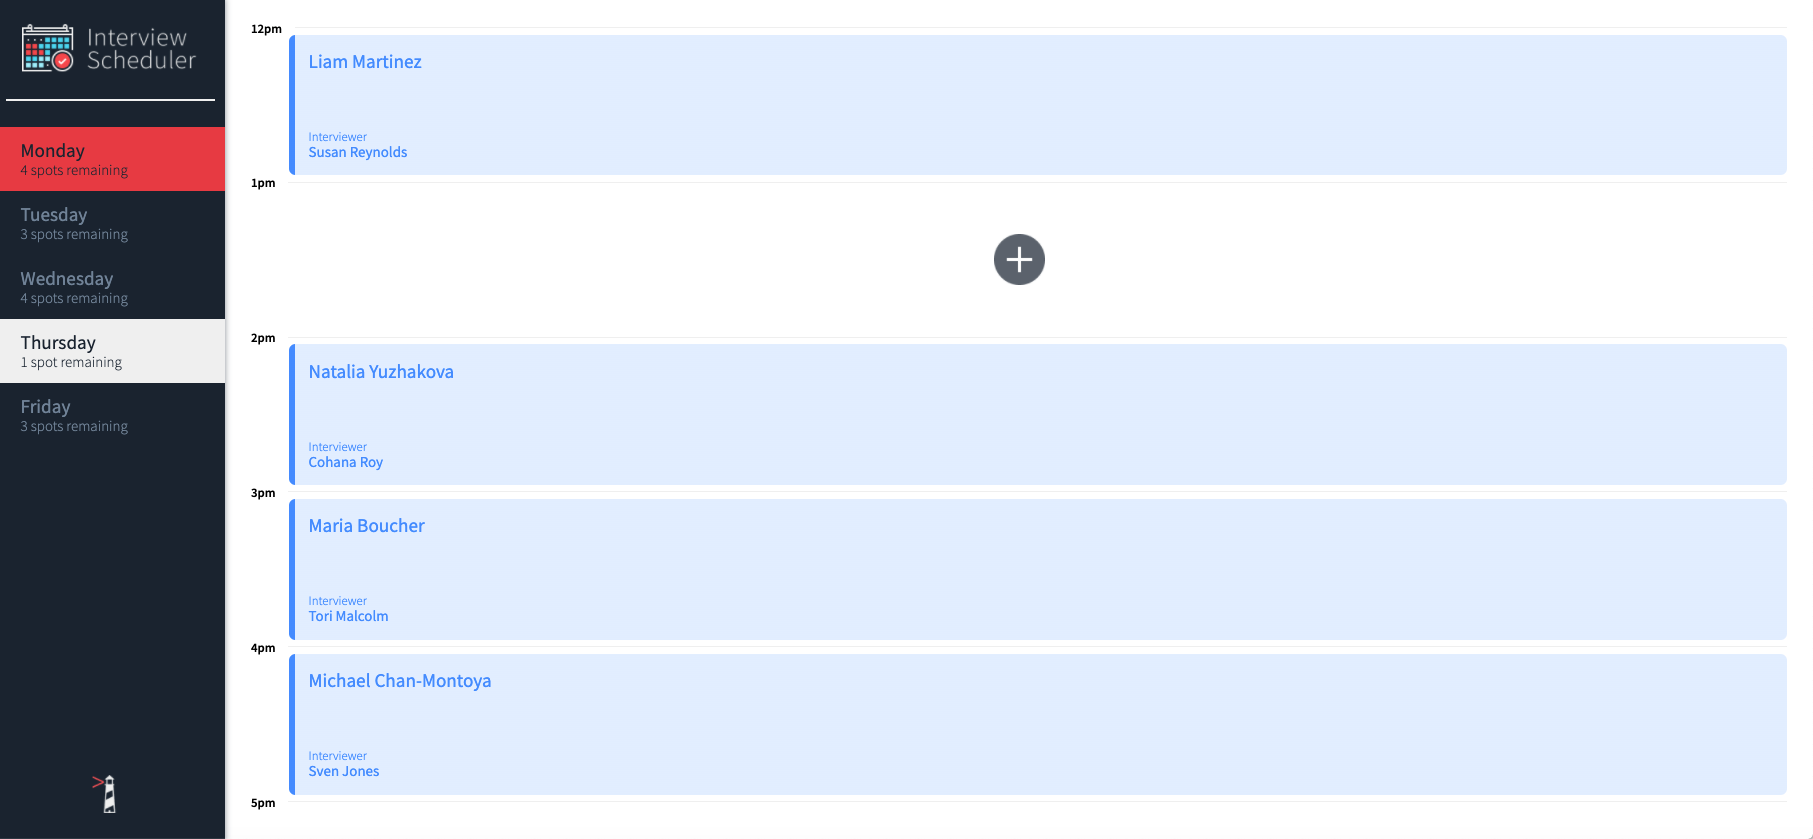 Interview
Scheduler
Monday
4 spots remaining
Tuesday
3 spots remaining
Wednesday
4 spots remaining
Thursday
1 spot remaining
Friday
3 spots remaining
12pm
Liam Martinez
Interviewer
Susan Reynolds
1pm
2pm
Natalia Yuzhakova
Interviewer
Cohana Roy
3pm
Maria Boucher
Interviewer
Tori Malcolm
4pm
Michael Chan-Montoya
Interviewer
Sven Jones
5pm